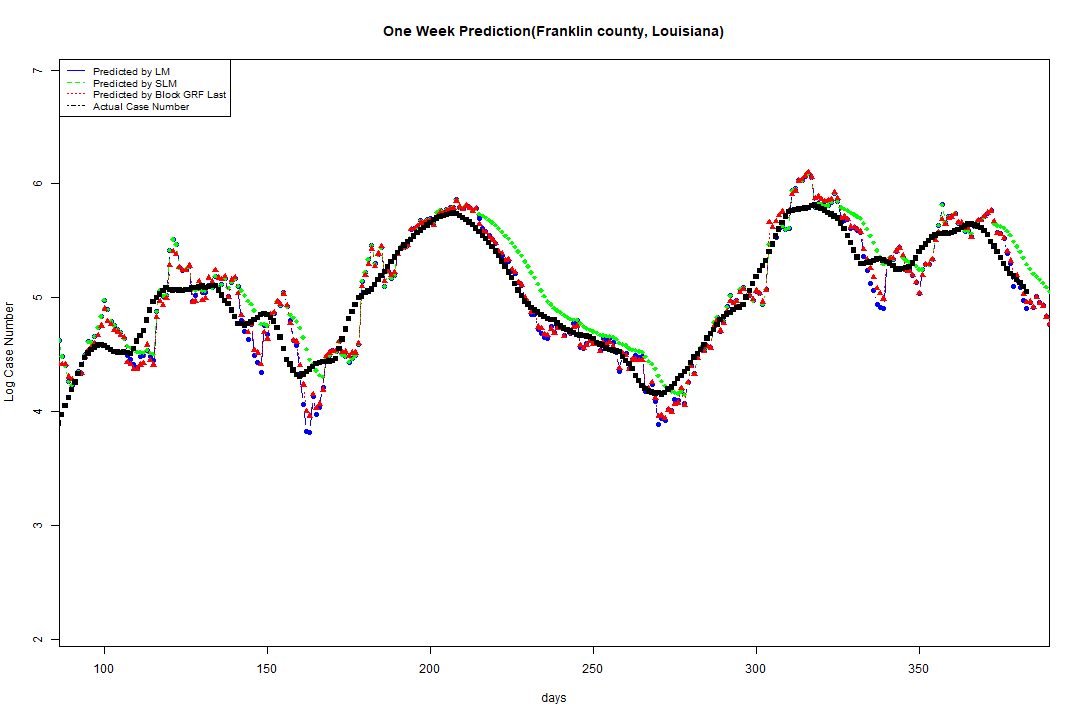 One Week Prediction(Franklin county, Louisiana)
7
Predicted by LM
Predicted by SLM
Predicted by Block GRF Last
Actual Case Number
6
5
4
3
2
Log Case Number
100 150 200 250 300 350
days